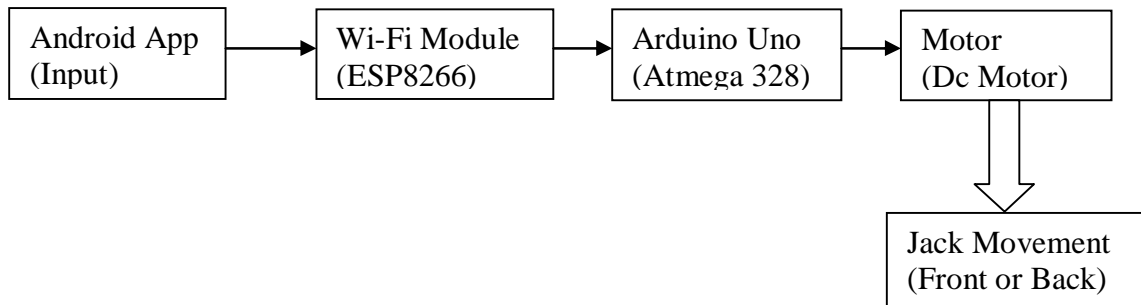 Android App
(Input)
Wi-Fi Module
(ESP8266)
Arduino Uno
(Atmega 328)
Motor
(Dc Motor)
Jack Movement
(Front or Back)